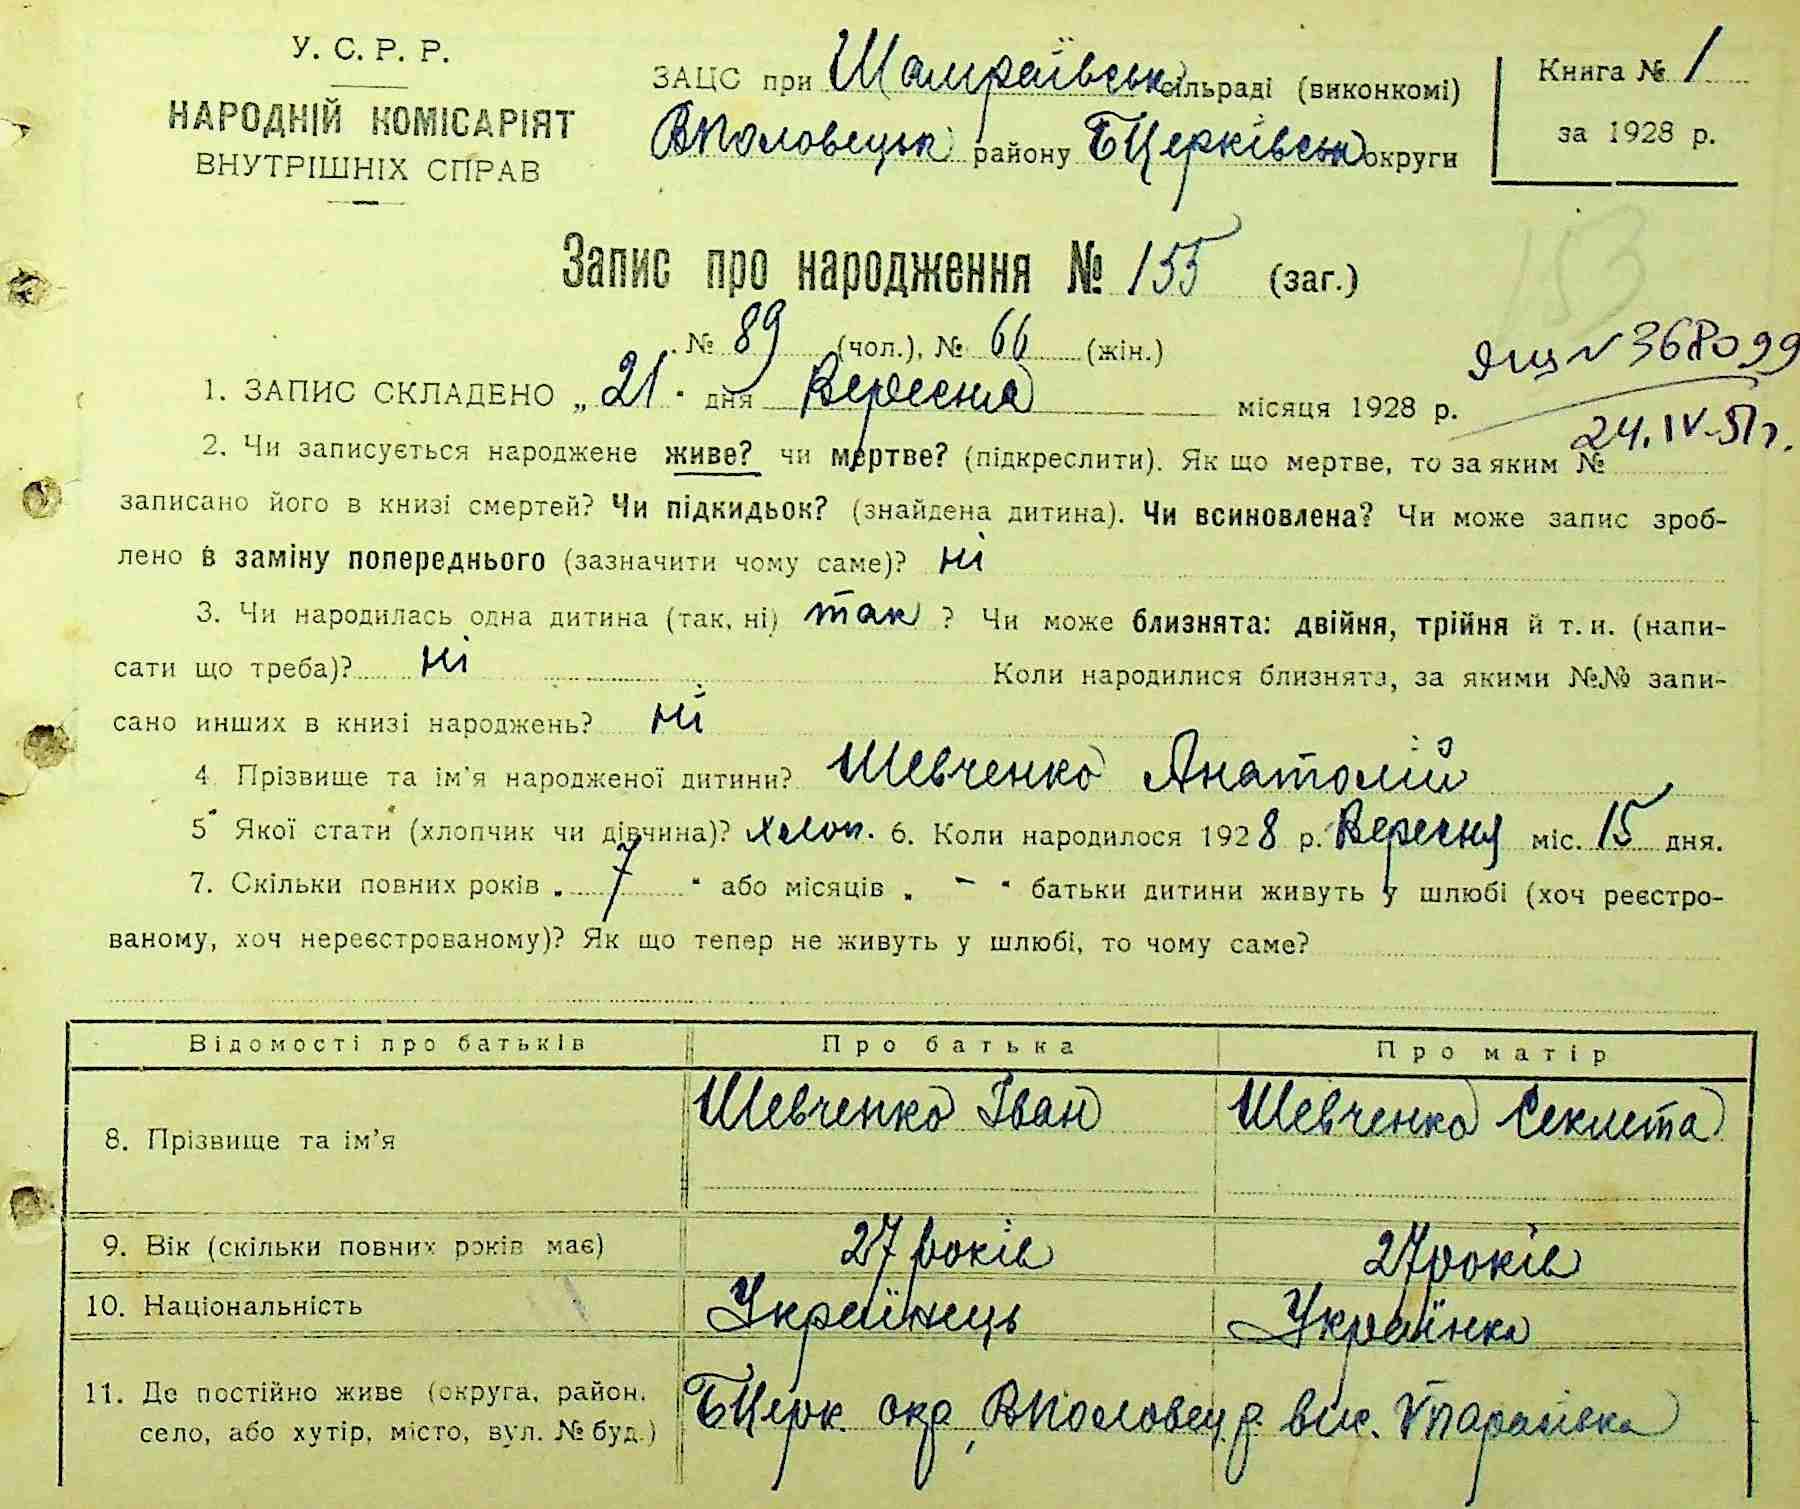 У. С. Р. Р.
НАРОДНІЙ КОМІСАРІЯТ
ВНУТРІШНІХ СПРАВ
ЗАЦС при Шамраївськ сільраді (виконкомі)
ВПоловецьк району БЦерківськ округи
Книга № 1
за 1928 р.
Запис про народження № 155 (заг.)
№ 89 (чол.), № 66 (жін.)
1. ЗАПИС СКЛАДЕНО „ 21 " дня Вересня місяця 1928 р.
№ 368099
24. IV-51г.
153
2. Чи записується народжене живе? чи мертве? (підкреслити). Як що мертве, то за яким №
записано його в книзі смертей? Чи підкидьок? (знайдена дитина). Чи всиновлена? Чи може запис зроб-
лено в заміну попереднього (зазначити чому саме)? ні
3. Чи народилась одна дитина (так, ні) так ? Чи може близнята: двійня, трійня й т. и. (напи-
сати що треба)? ні Коли народилися близнята, за якими №№ запи-
сано инших в книзі народжень? ні
4. Прізвище та ім'я народженої дитини? Шевченко Анатолій
5 Якої стати (хлопчик чи дівчина)? хлоп. 6. Коли народилося 1928 р. Вересня міс. 15 дня.
7. Скільки повних років „ 7 " або місяців „ – " батьки дитини живуть у шлюбі (хоч реєстро-
ваному, хоч нереєстрованому)? Як що тепер не живуть у шлюбі, то чому саме?
Відомості про батьків Про батька Про матір
8. Прізвище та ім'я Шевченко Іван Шевченко Секлета
9. Вік (скільки повних років має) 27 років 27 років
10. Національність Українець Українка
11. Де постійно живе (округа, район,
село, або хутір, місто, вул. № буд.) БЦерк. окр, ВПоловец. р.